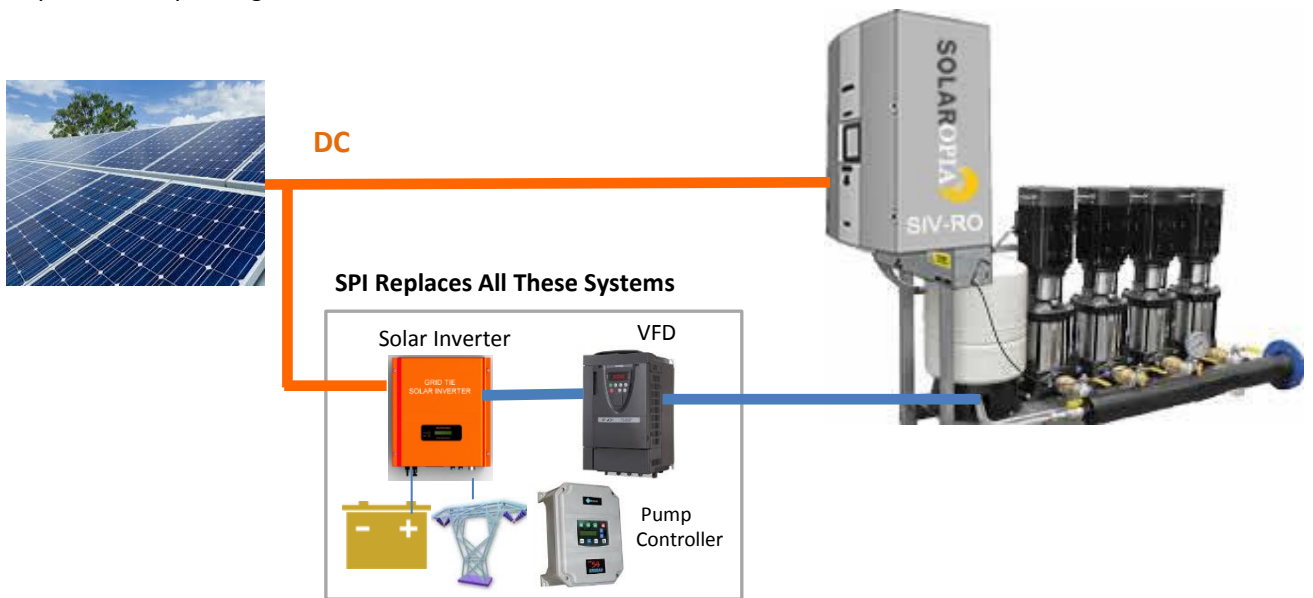 DC
SOLAROPIA
SIV-RO
SPI Replaces All These Systems
Solar Inverter
VFD
GRID TIE
SOLAR INVERTER
Pump
Controller